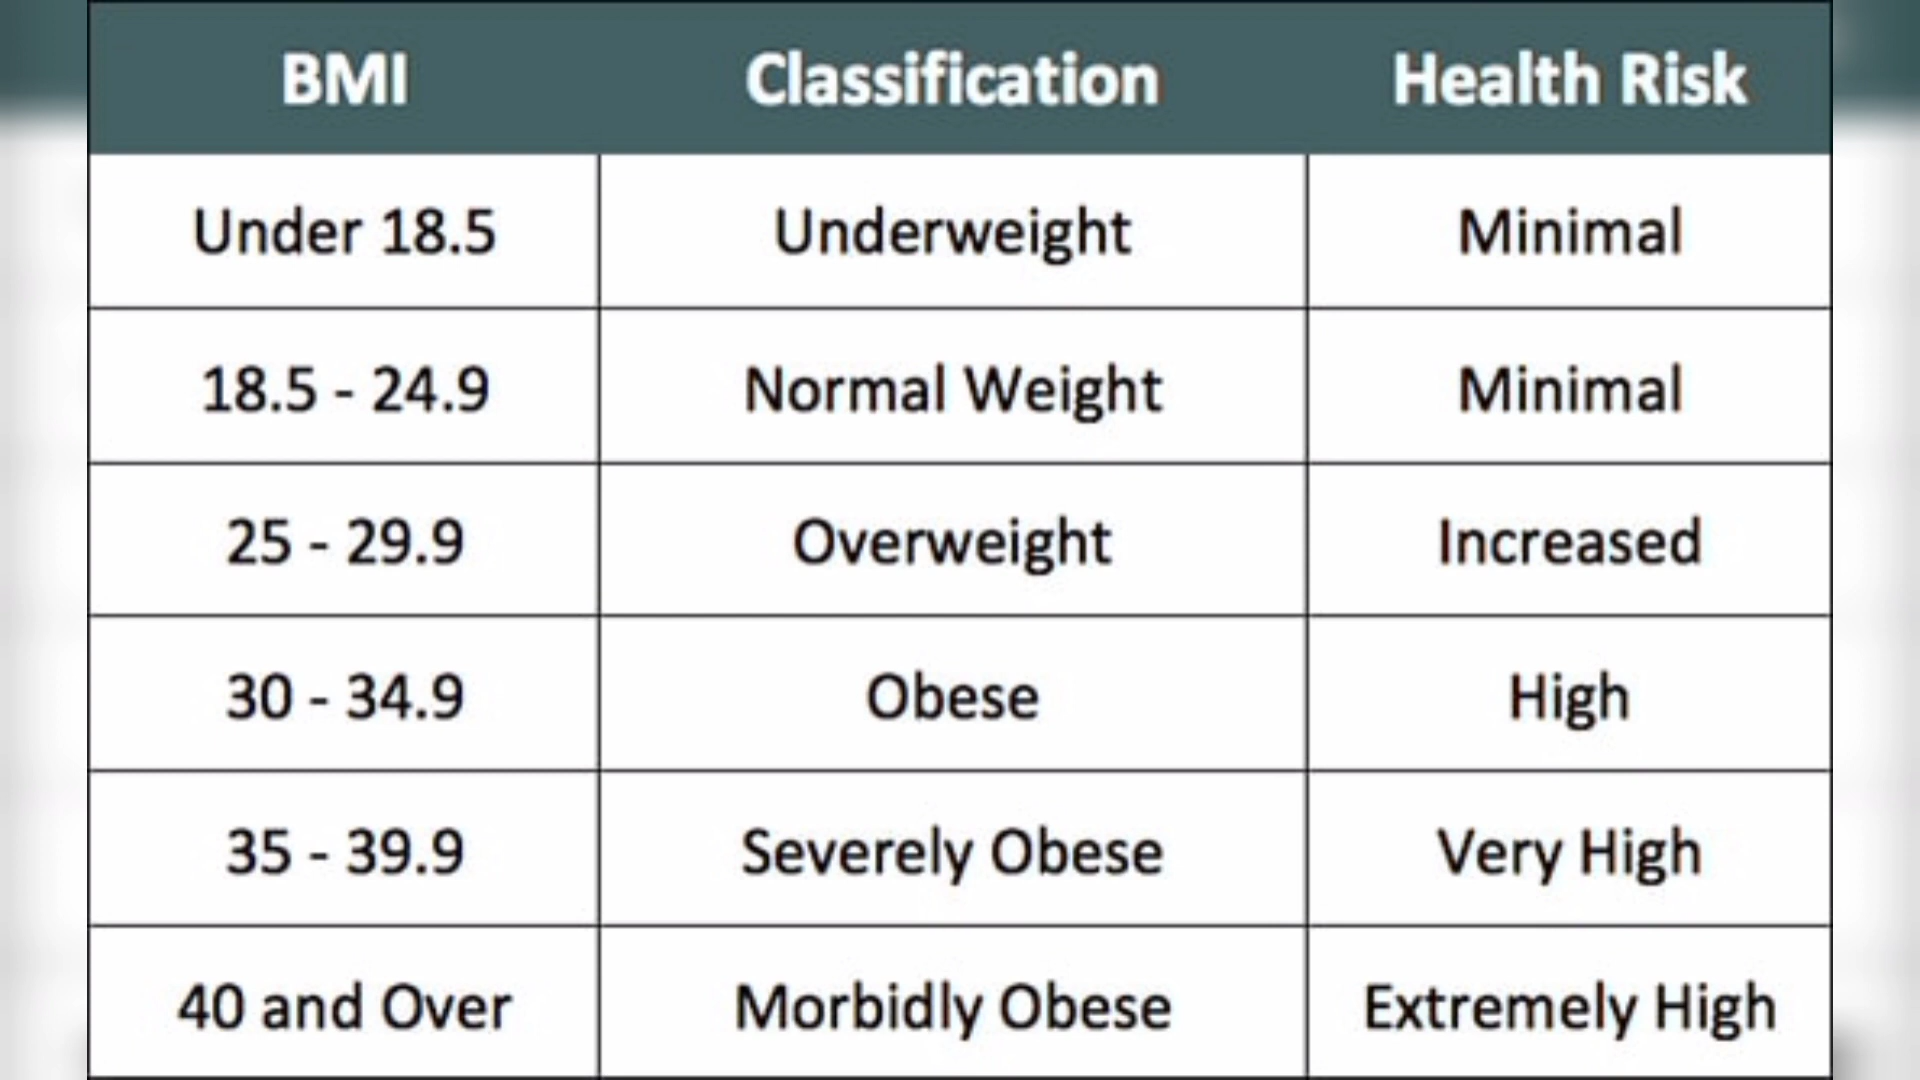 BMI Classification Health Risk
Under 18.5 Underweight Minimal
18.5 - 24.9 Normal Weight Minimal
25 - 29.9 Overweight Increased
30 - 34.9 Obese High
35 - 39.9 Severely Obese Very High
40 and Over Morbidly Obese Extremely High